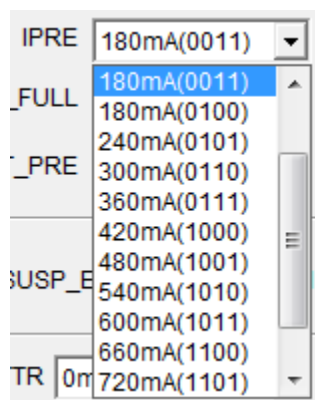 IPRE 180mA(0011)
180mA(0011)
_FULL
180mA(0100)
240mA(0101)
T_PRE
300mA(0110)
360mA(0111)
420mA(1000)
480mA(1001)
SUSP_E
540mA(1010)
600mA(1011)
660mA(1100)
TR 0m
720mA(1101)